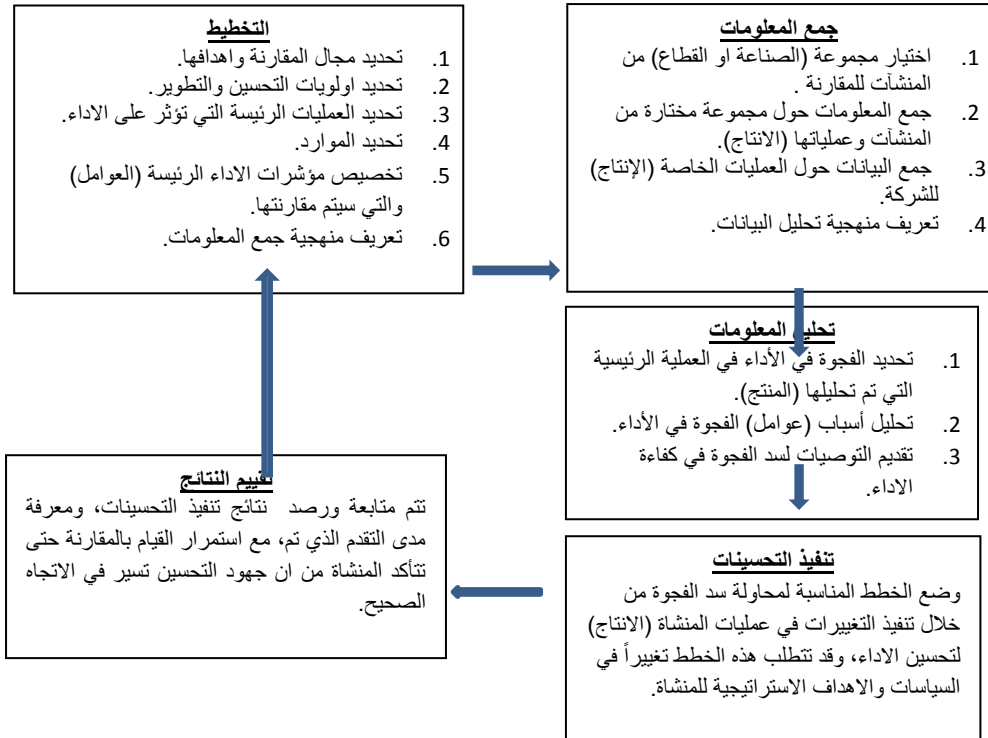 التخطيط
1. تحديد مجال المقارنة واهدافها.
2. تحديد اولويات التحسين والتطوير.
3. تحديد العمليات الرئيسة التي تؤثر على الاداء.
4. تحديد الموارد.
5. تخصيص مؤشرات الاداء الرئيسة (العوامل)
والتي سيتم مقارنتها.
6. تعريف منهجية جمع المعلومات.
جمع المعلومات
1. اختيار مجموعة (الصناعة او القطاع) من
المنشآت للمقارنة .
2. جمع المعلومات حول مجموعة مختارة من
المنشآت وعملياتها (الانتاج).
3. جمع البيانات حول العمليات الخاصة (الإنتاج)
للشركة.
4. تعريف منهجية تحليل البيانات.
تحليل المعلومات
1. تحديد الفجوة في الأداء في العملية الرئيسية
التي تم تحليلها (المنتج).
2. تحليل أسباب (عوامل) الفجوة في الأداء.
3. تقديم التوصيات لسد الفجوة في كفاءة
الاداء.
تنفيذ التحسينات
وضع الخطط المناسبة لمحاولة سد الفجوة من
خلال تنفيذ التغييرات في عمليات المنشاة (الانتاج)
لتحسين الاداء، وقد تتطلب هذه الخطط تغييراً في
السياسات والاهداف الاستراتيجية للمنشاة.
تقييم النتائج
تتم متابعة ورصد نتائج تنفيذ التحسينات، ومعرفة
مدى التقدم الذي تم، مع استمرار القيام بالمقارنة حتى
تتأكد المنشاة من ان جهود التحسين تسير في الاتجاه
الصحيح.